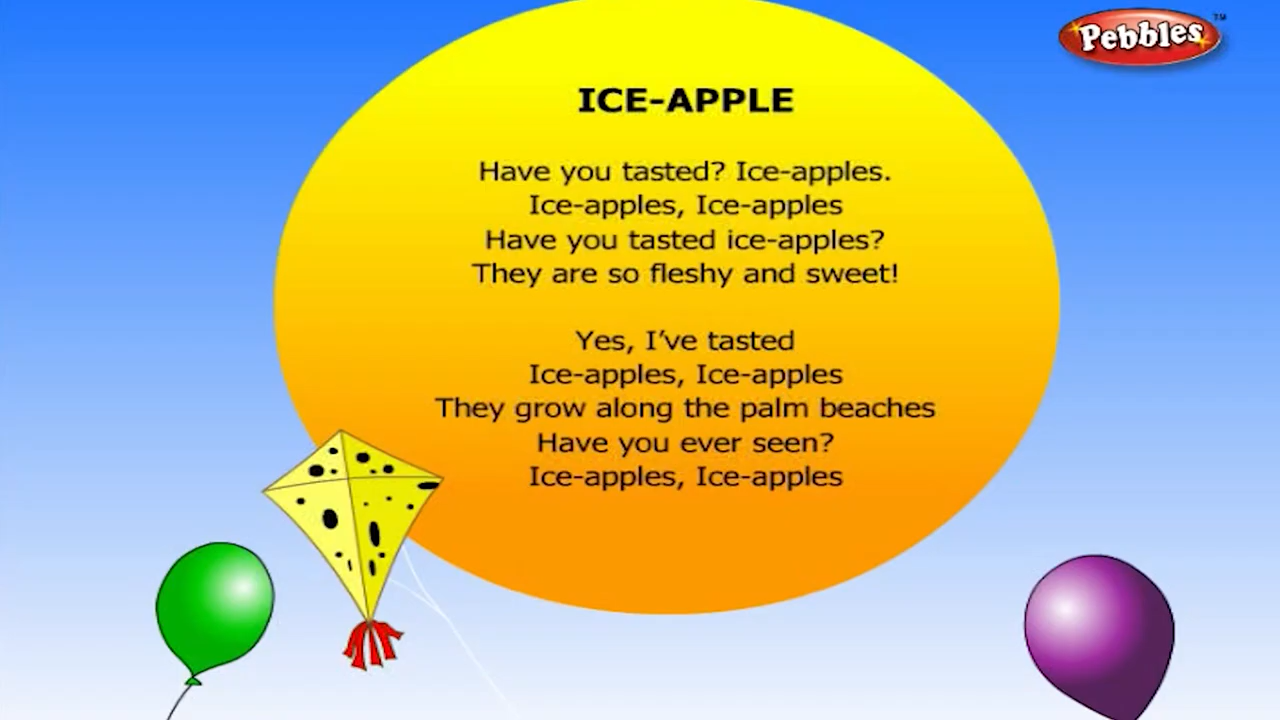 Pebbles™
ICE-APPLE
Have you tasted? Ice-apples.
Ice-apples, Ice-apples
Have you tasted ice-apples?
They are so fleshy and sweet!
Yes, I've tasted
Ice-apples, Ice-apples
They grow along the palm beaches
Have you ever seen?
Ice-apples, Ice-apples